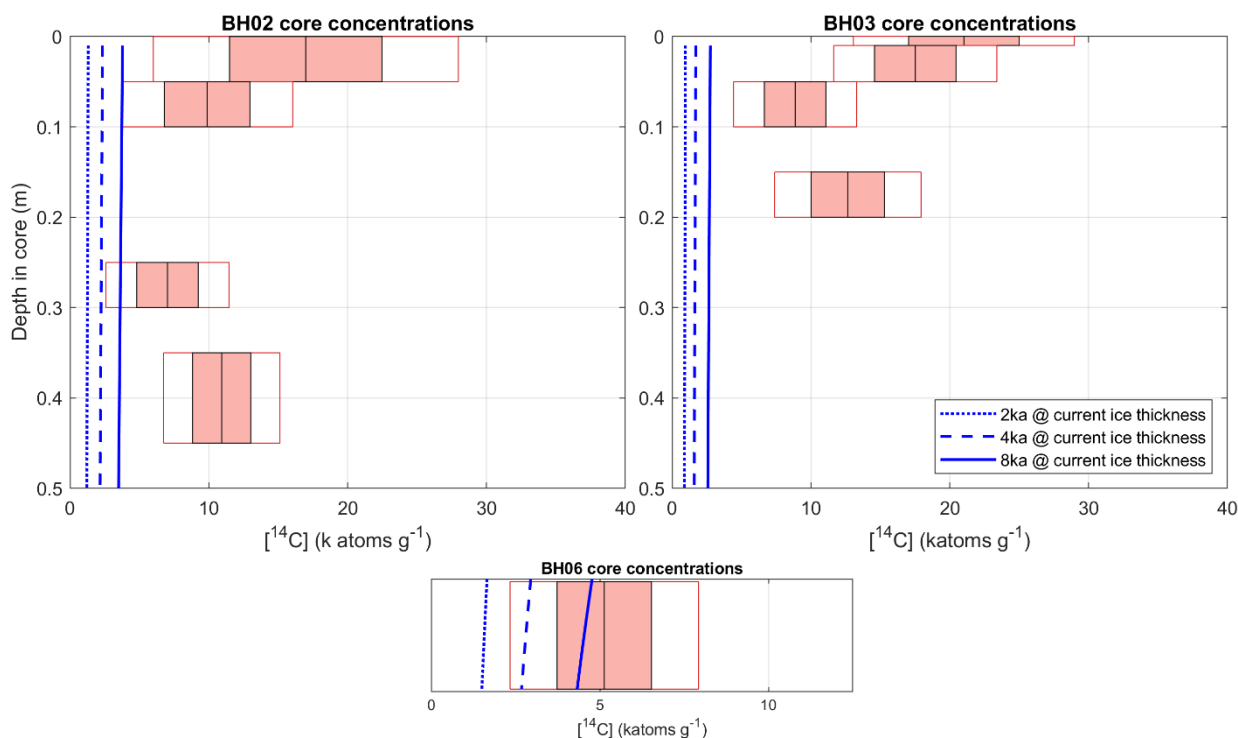 BH02 core concentrations
0
0.1
0.2
0.3
0.4
0.5
Depth in core (m)
0 10 20 30 40
[¹⁴C] (k atoms g⁻¹)
BH03 core concentrations
0
0.1
0.2
0.3
0.4
0.5
0 10 20 30 40
[¹⁴C] (katoms g⁻¹)
2ka @ current ice thickness
4ka @ current ice thickness
8ka @ current ice thickness
BH06 core concentrations
0 5 10
[¹⁴C] (katoms g⁻¹)